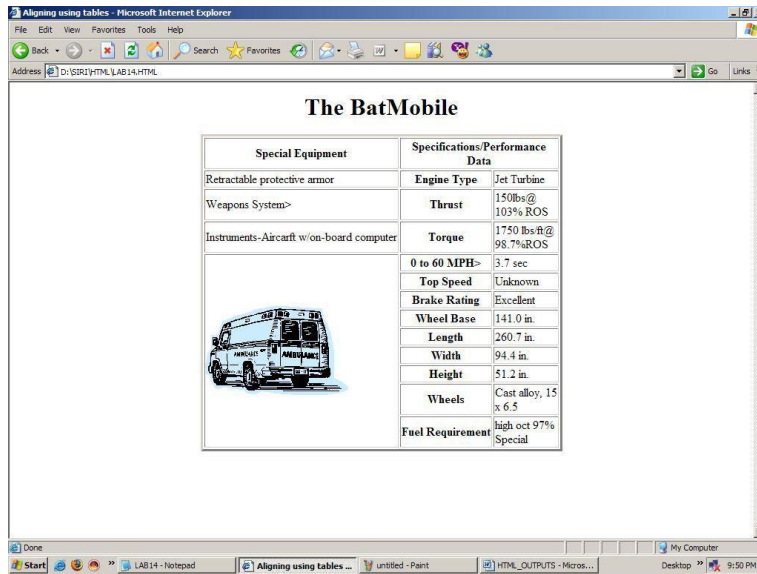 Aligning using tables - Microsoft Internet Explorer
File Edit View Favorites Tools Help
Back Search Favorites
Address D:\SIRI\HTML\LAB14.HTML Go Links
The BatMobile
Special Equipment
Specifications/Performance
Data
Retractable protective armor
Engine Type
Jet Turbine
Weapons System>
Thrust
150lbs@
103% ROS
Instruments-Aircarft w/on-board computer
Torque
1750 lbs/ft@
98.7%ROS
AMBULANCE
AMBULANCE
0 to 60 MPH>
3.7 sec
Top Speed
Unknown
Brake Rating
Excellent
Wheel Base
141.0 in.
Length
260.7 in.
Width
94.4 in.
Height
51.2 in.
Wheels
Cast alloy, 15
x 6.5
Fuel Requirement
high oct 97%
Special
Done
My Computer
Start
LAB14 - Notepad
Aligning using tables ...
untitled - Paint
HTML_OUTPUTS - Micros...
Desktop
9:50 PM